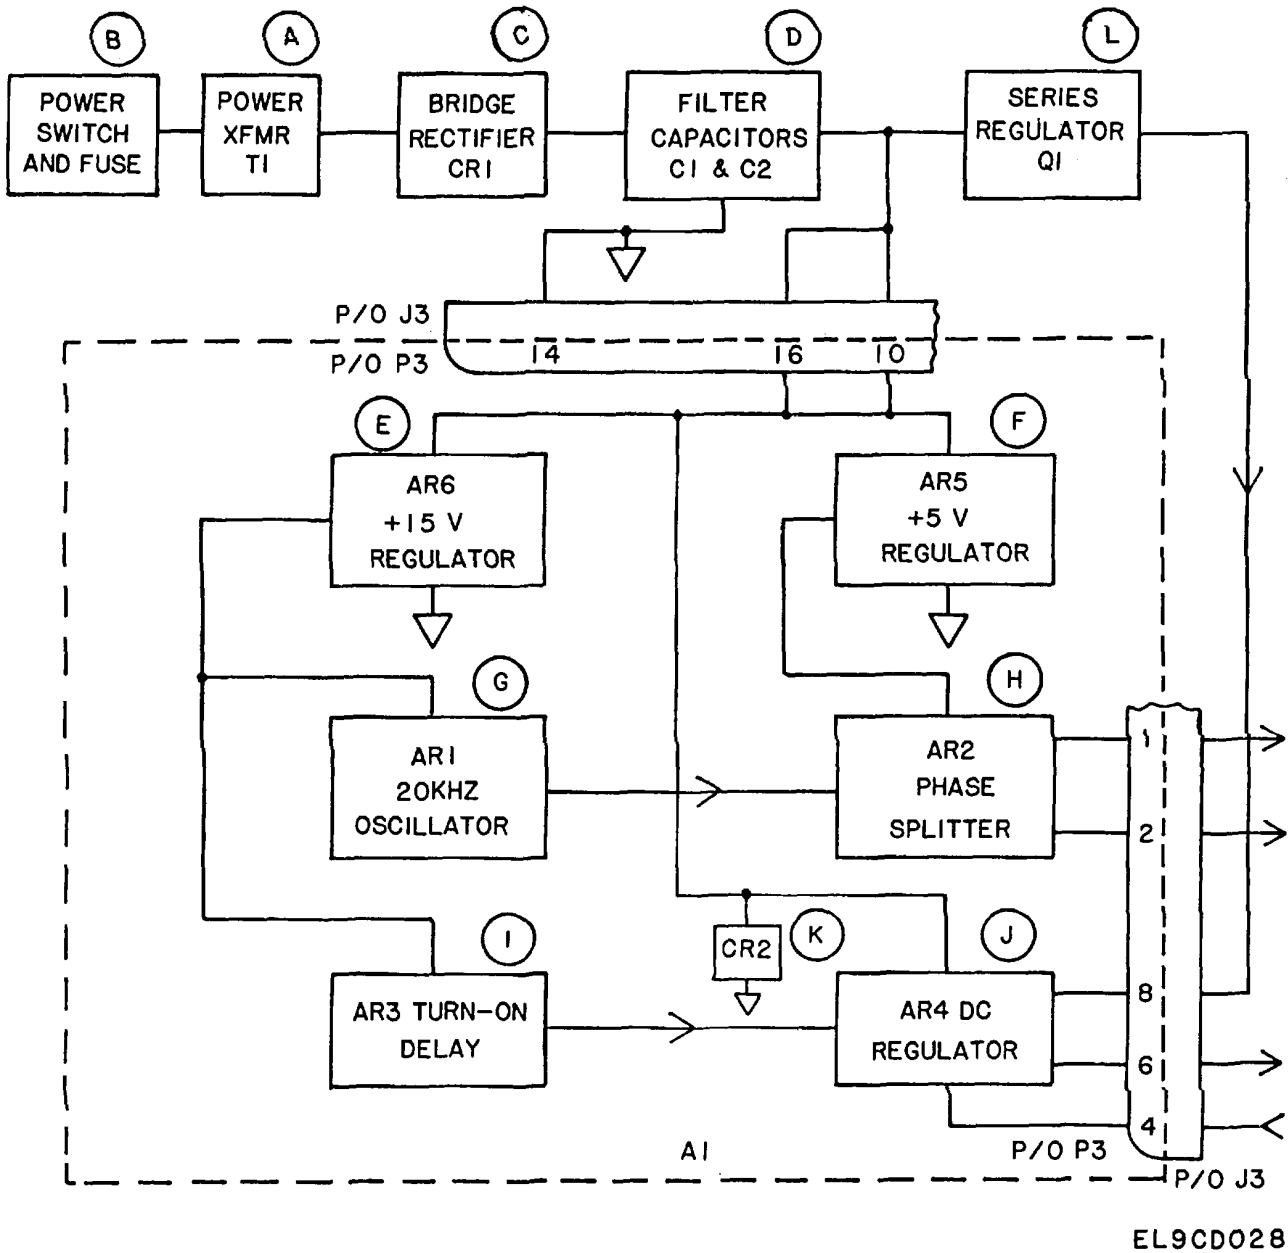 B
A
C
D
L
POWER
SWITCH
AND FUSE
POWER
XFMR
T1
BRIDGE
RECTIFIER
CR1
FILTER
CAPACITORS
C1 & C2
SERIES
REGULATOR
Q1
P/O J3
P/O P3
14
16
10
E
F
AR6
+15 V
REGULATOR
AR5
+5 V
REGULATOR
G
H
AR1
20KHZ
OSCILLATOR
AR2
PHASE
SPLITTER
1
2
I
K
J
AR3 TURN-ON
DELAY
CR2
AR4 DC
REGULATOR
8
6
4
A1
P/O P3
P/O J3
EL9CD028